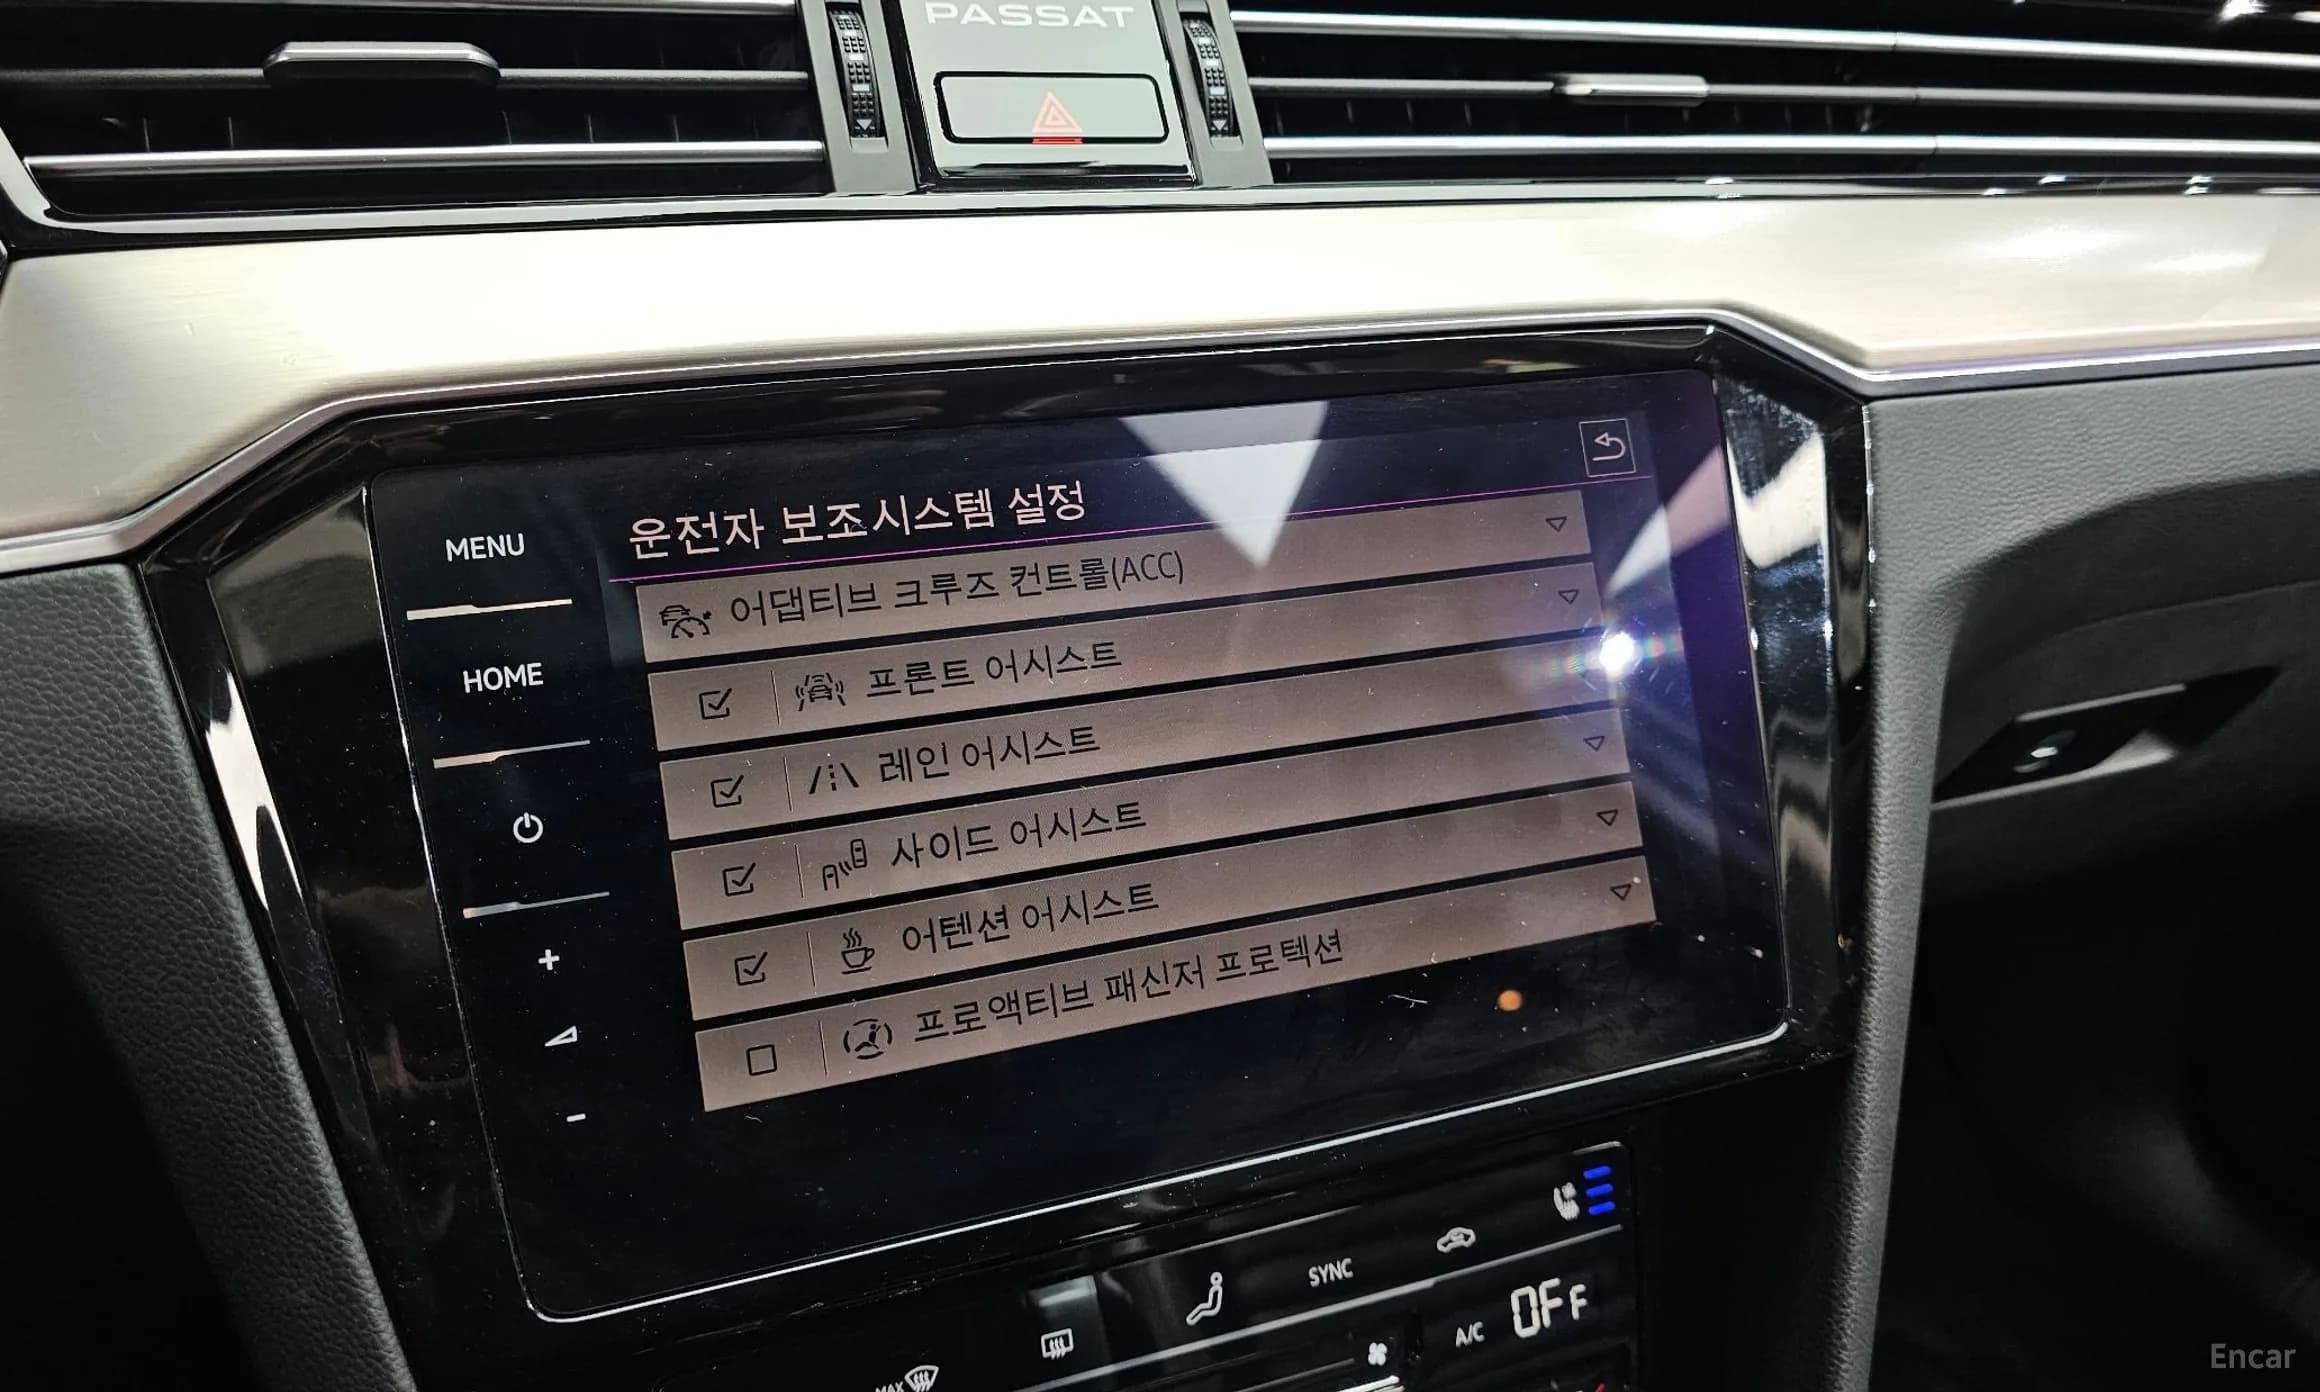 PASSAT
MENU
HOME
운전자 보조시스템 설정
어댑티브 크루즈 컨트롤(ACC)
프론트 어시스트
레인 어시스트
사이드 어시스트
어텐션 어시스트
프로액티브 패신저 프로텍션
SYNC
A/C OFF
MAX
Encar